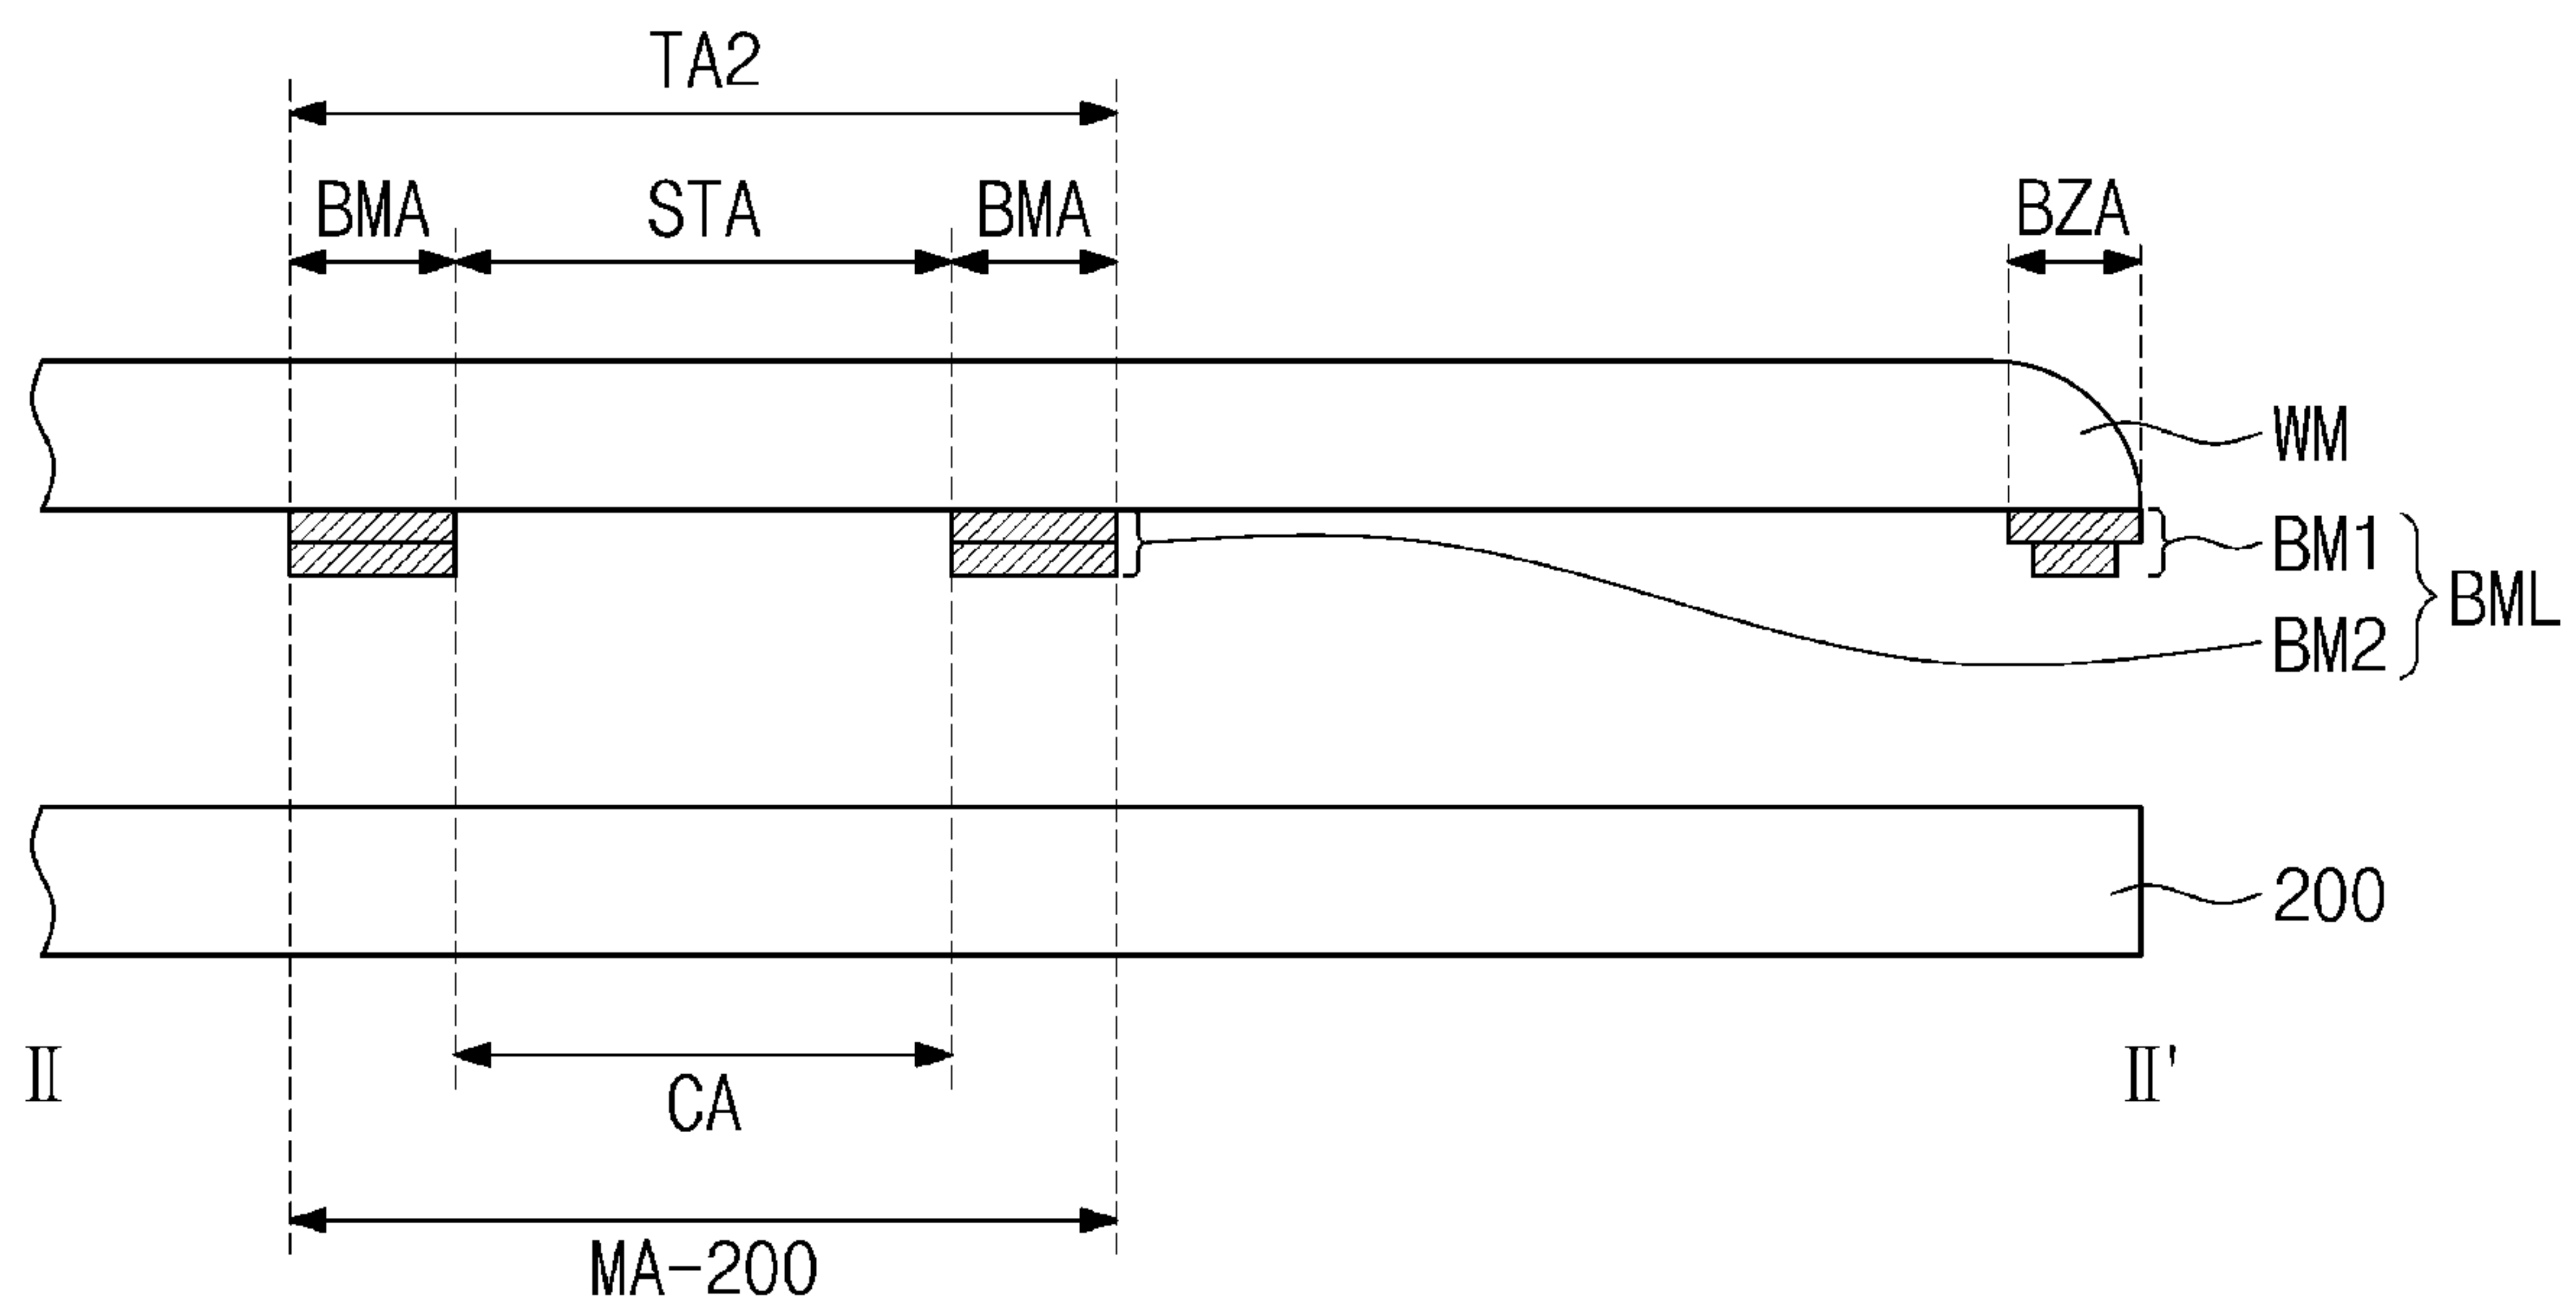 TA2
BMA STA BMA BZA
WM
BM1
BML
BM2
200
II II'
CA
MA-200